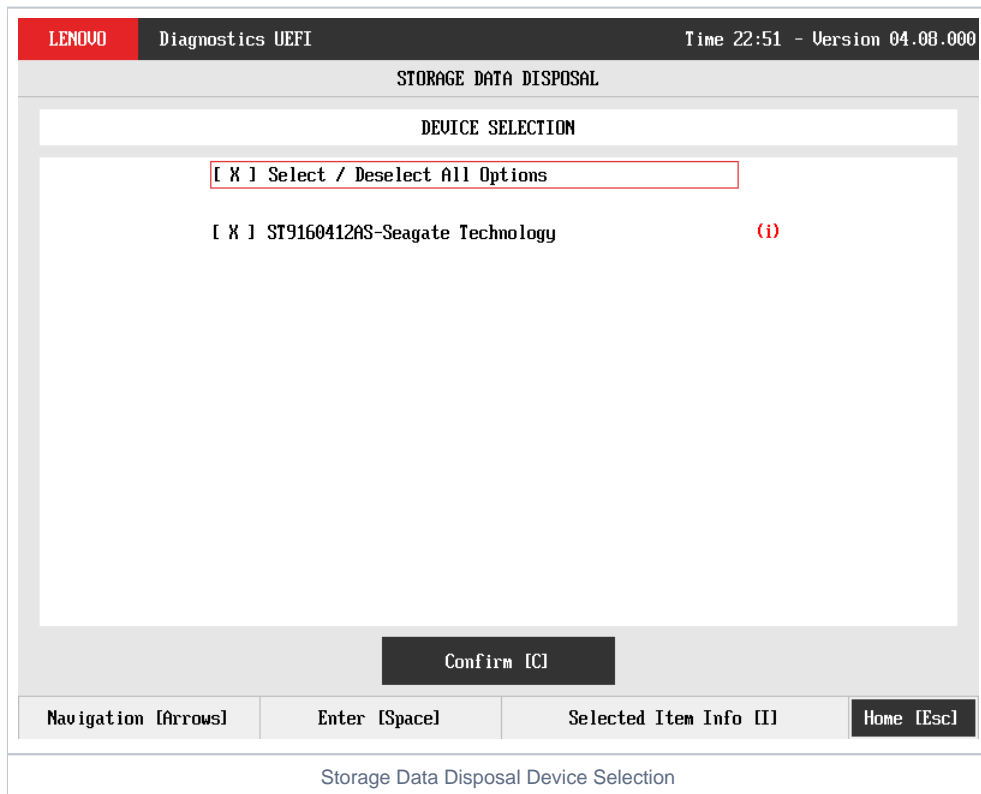 LENOVO Diagnostics UEFI Time 22:51 - Version 04.08.000
STORAGE DATA DISPOSAL
DEVICE SELECTION
[ X ] Select / Deselect All Options
[ X ] ST9160412AS-Seagate Technology (i)
Confirm [C]
Navigation [Arrows] Enter [Space] Selected Item Info [I] Home [Esc]
Storage Data Disposal Device Selection